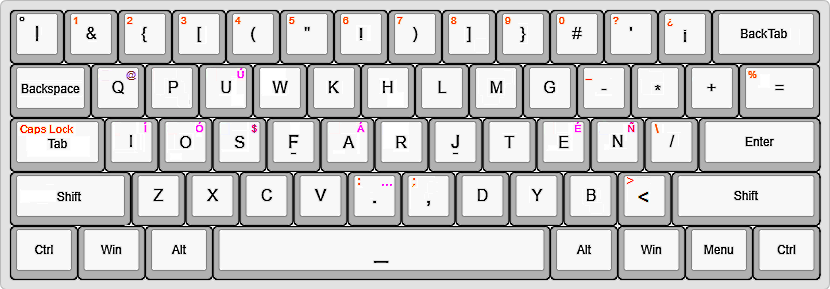 ° 1 2 3 4 5 6 7 8 9 0 ? ¿
| & { [ ( " ! ) ] } # ' ¡ BackTab
@ Ú _ %
Backspace Q P U W K H L M G - * + =
Caps Lock Í Ó $ Á É Ñ \
Tab I O S F A R J T E N / Enter
: ... ; >
Shift Z X C V . , D Y B < Shift
Ctrl Win Alt _ Alt Win Menu Ctrl